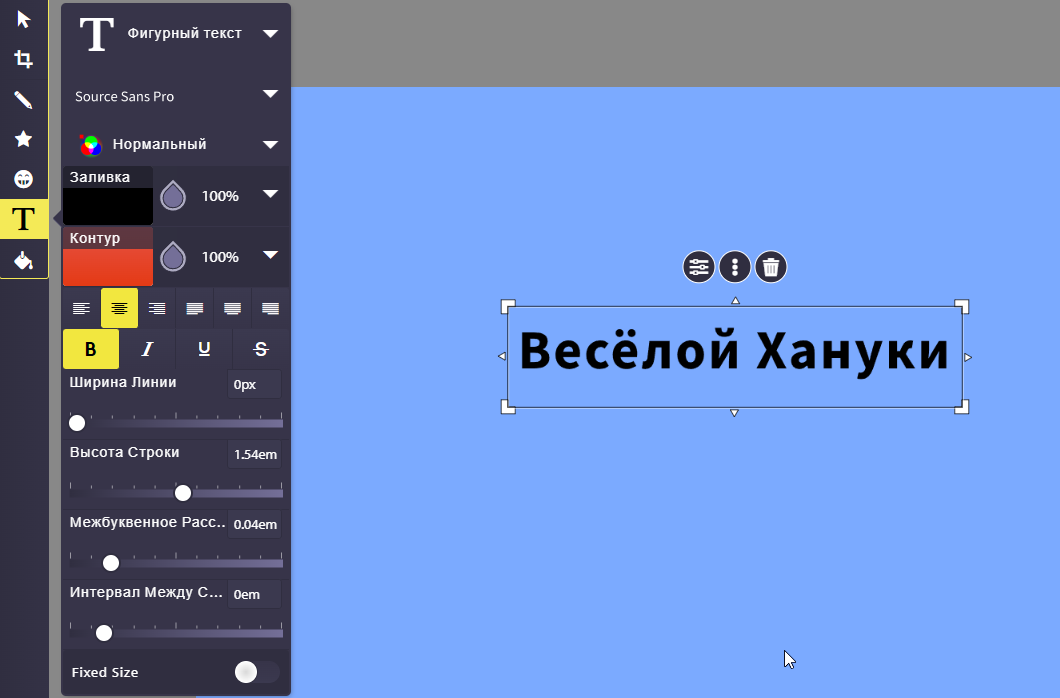 T Фигурный текст
Source Sans Pro
Нормальный
Заливка 100%
Контур 100%
B I U S
Ширина Линии 0px
Высота Строки 1.54em
Межбуквенное Расс... 0.04em
Интервал Между С... 0em
Fixed Size
T
Весёлой Хануки